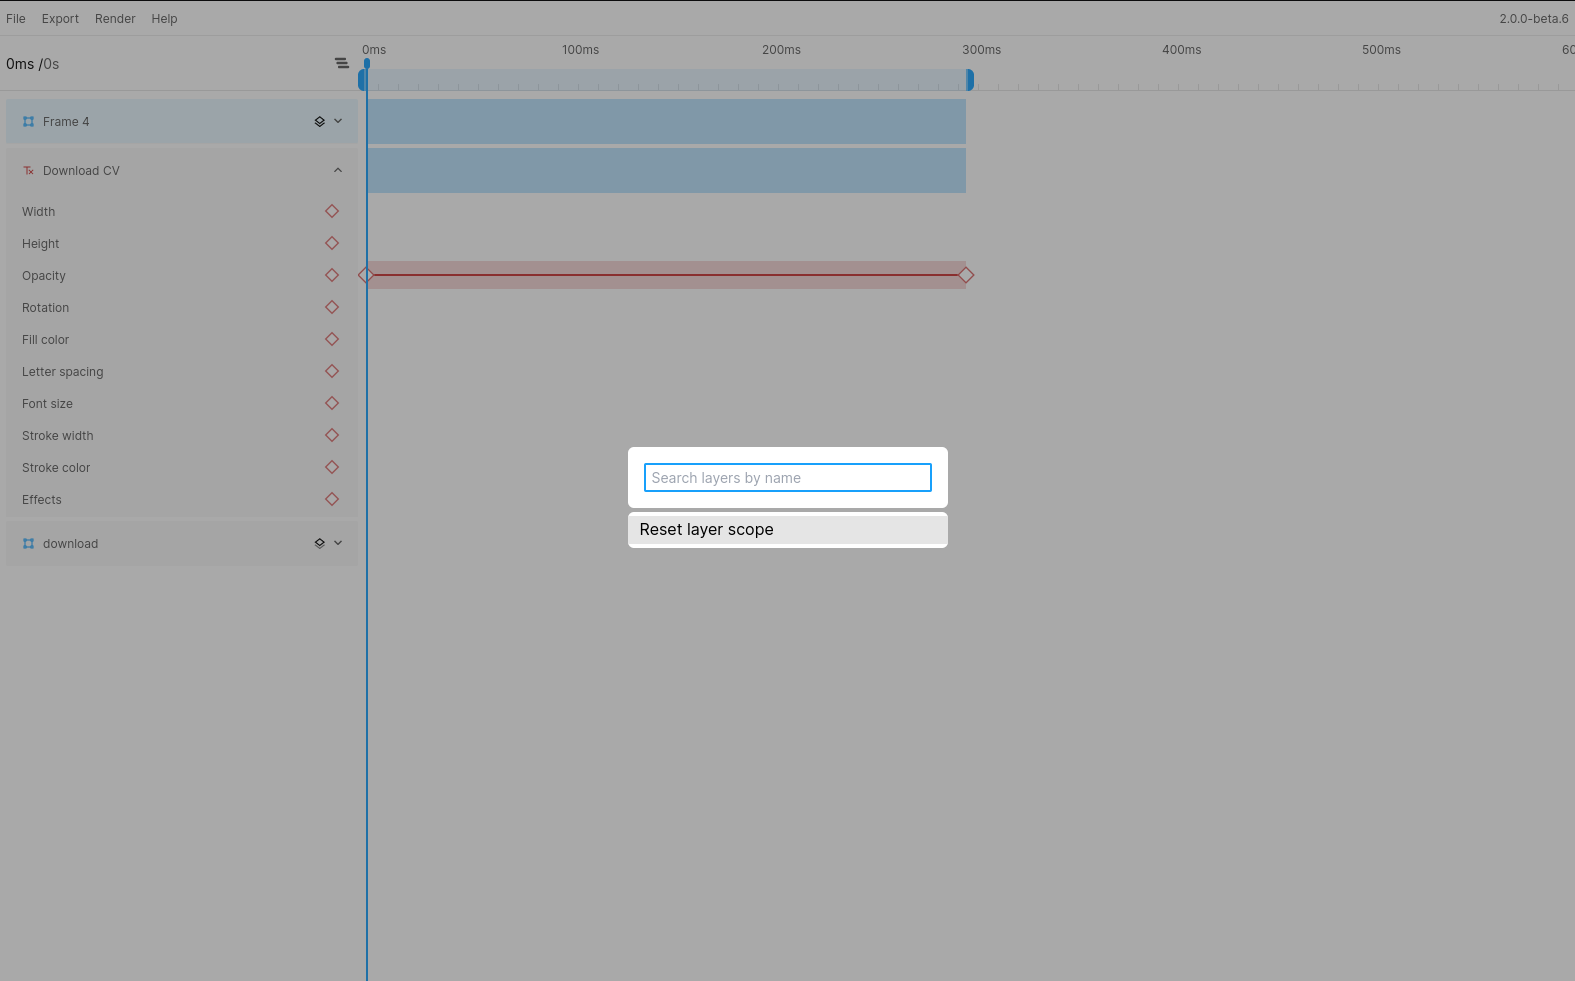 File Export Render Help 2.0.0-beta.6
0ms 100ms 200ms 300ms 400ms 500ms 60
0ms /0s
Frame 4
Download CV
Width
Height
Opacity
Rotation
Fill color
Letter spacing
Font size
Stroke width
Stroke color
Effects
download
Search layers by name
Reset layer scope